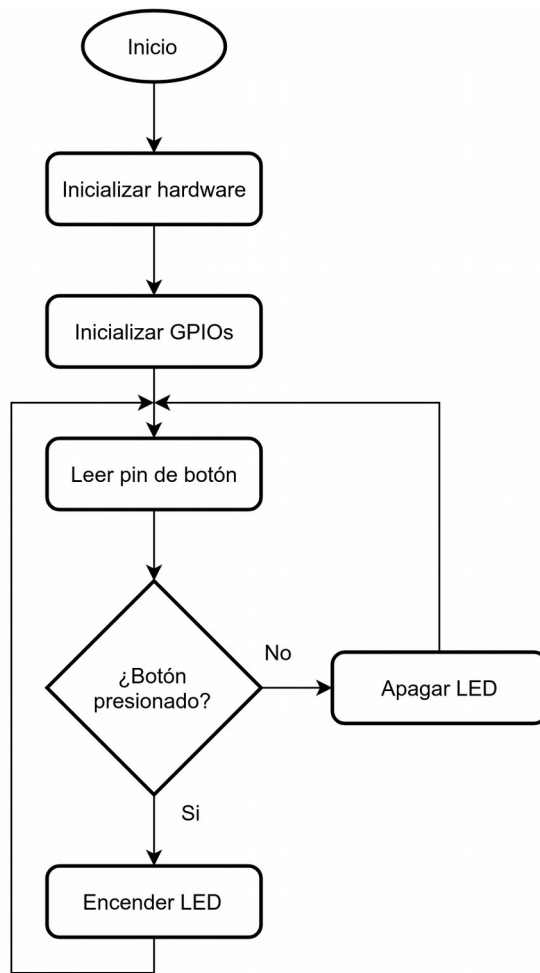 Inicio
Inicializar hardware
Inicializar GPIOs
Leer pin de botón
¿Botón
presionado?
No
Apagar LED
Si
Encender LED